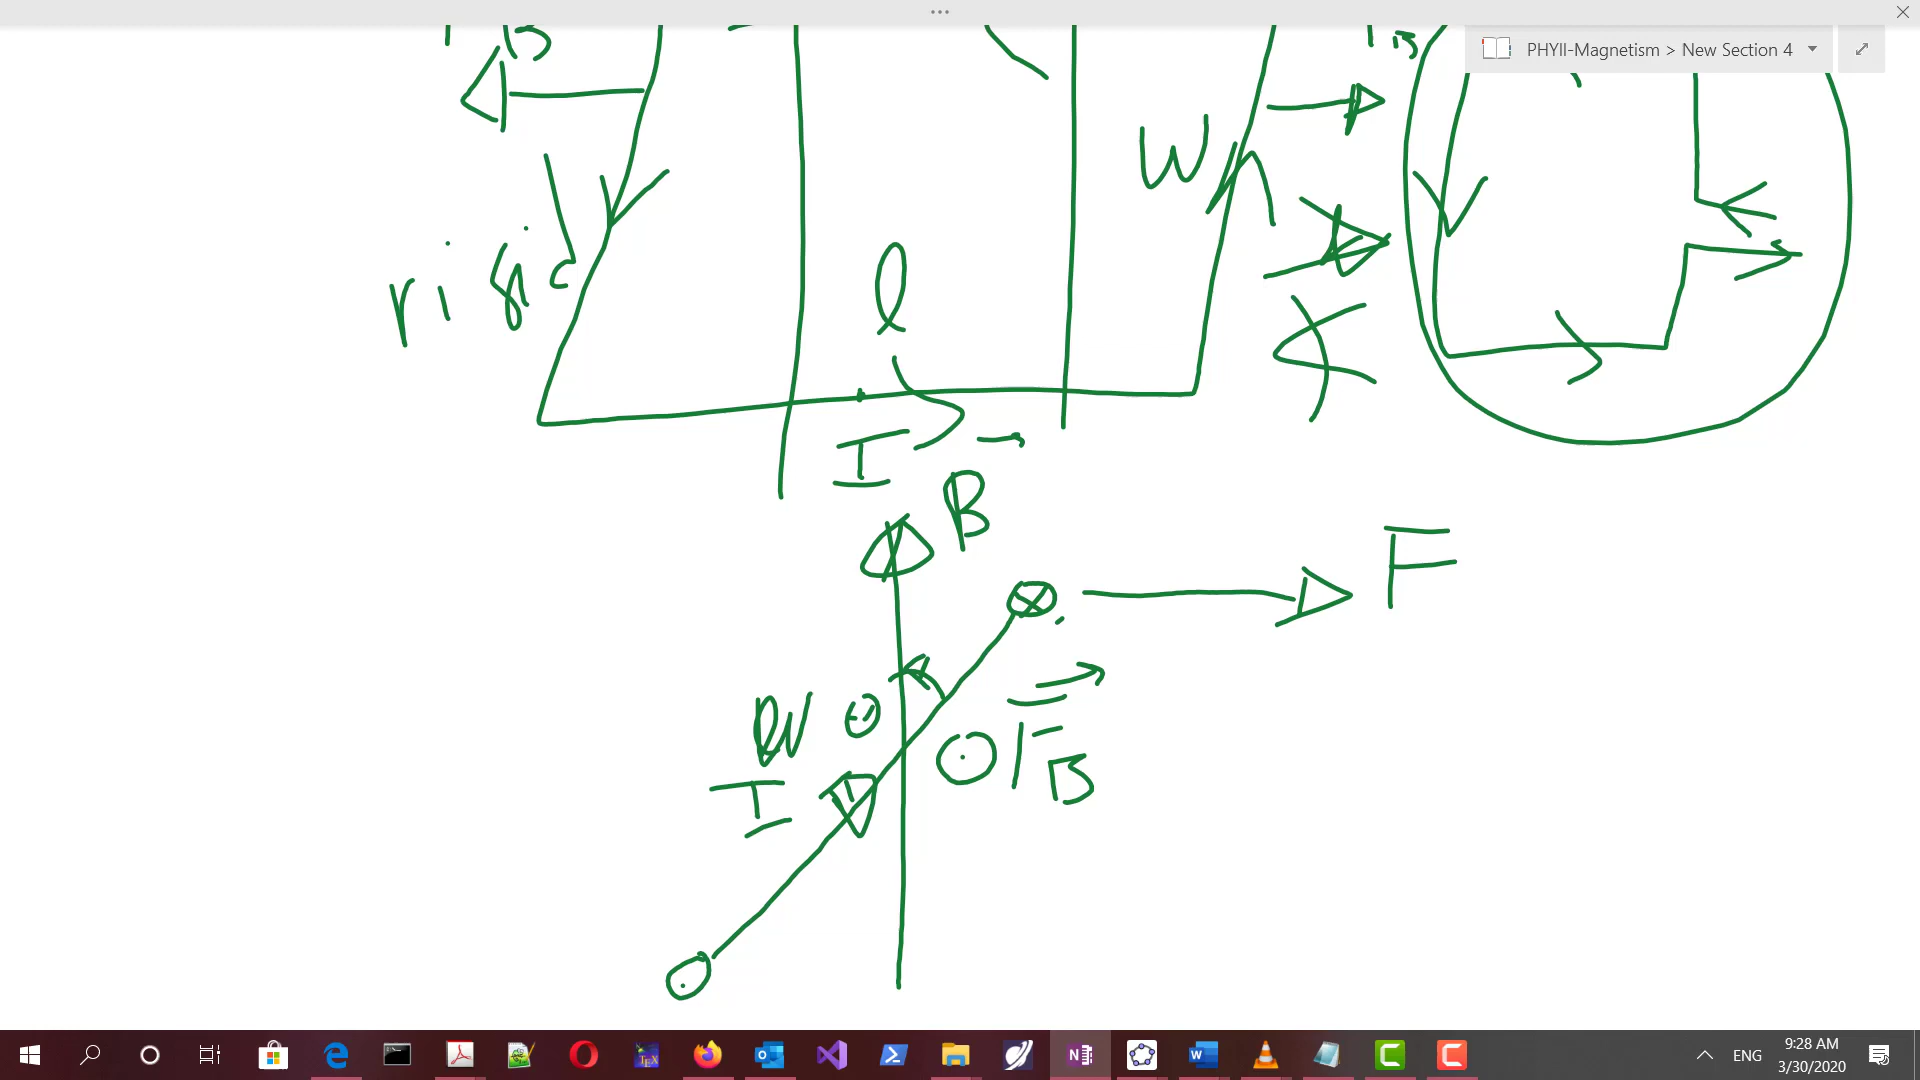 PHYII-Magnetism > New Section 4
B
B
W
rigid
l
I
B
F
W θ
F
B
I
ENG
9:28 AM
3/30/2020